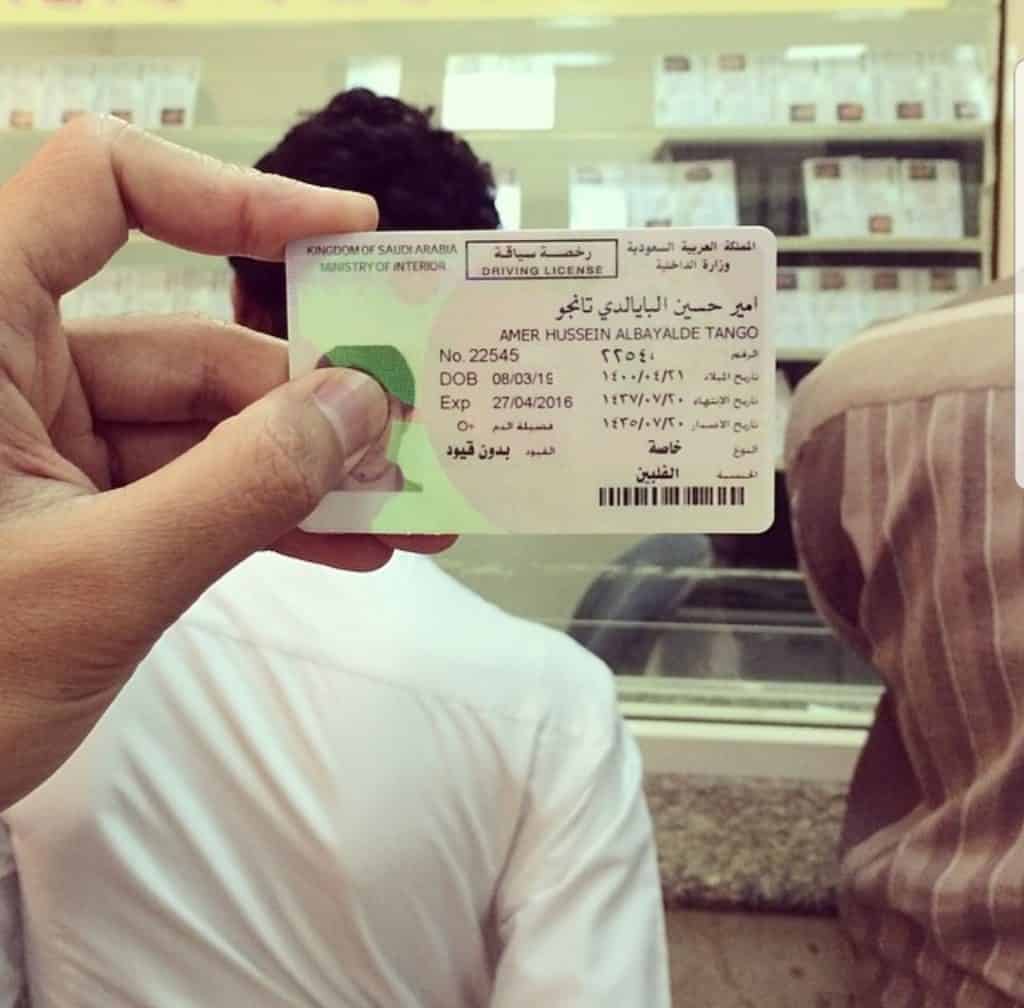 KINGDOM OF SAUDI ARABIA
MINISTRY OF INTERIOR
رخصة سياقة
DRIVING LICENSE
المملكة العربية السعودية
وزارة الداخلية
امير حسين البايالدي تانجو
AMER HUSSEIN ALBAYALDE TANGO
No. 22545 ٢٢٥٤٠ الرقم
DOB 08/03/19 ١٤٠٠/٠٤/٢١ تاريخ الميلاد
Exp 27/04/2016 ١٤٣٧/٠٧/٢٠ تاريخ الانتهاء
O+ فصيلة الدم ١٤٣٥/٠٧/٢٠ تاريخ الاصدار
بدون قيود القيود خاصة النوع
الفلبين الجنسية